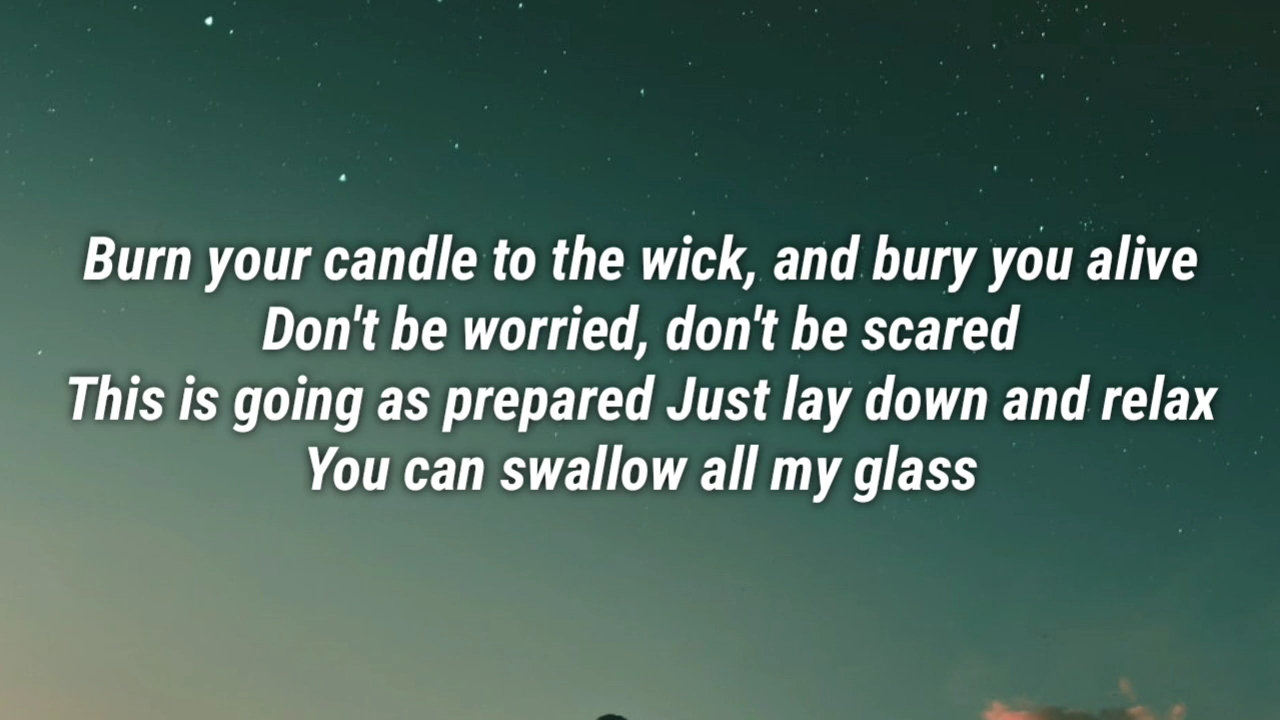 Burn your candle to the wick, and bury you alive
Don't be worried, don't be scared
This is going as prepared Just lay down and relax
You can swallow all my glass